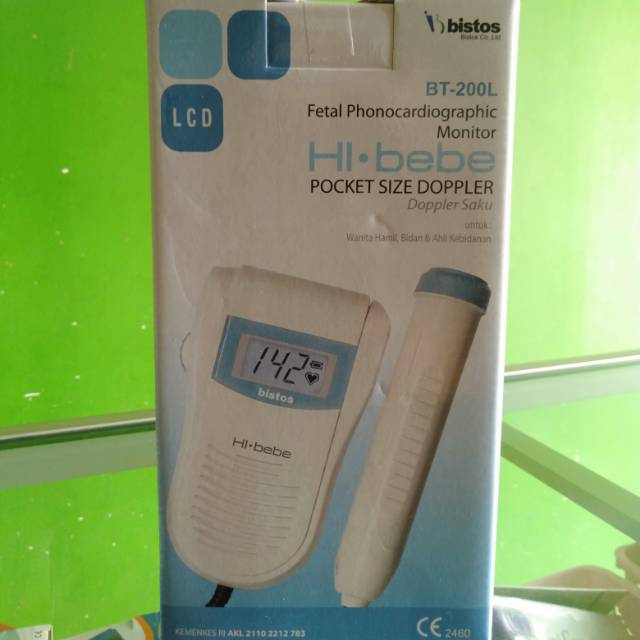 bistos
Bistos Co.,Ltd
BT-200L
LCD
Fetal Phonocardiographic
Monitor
HI·bebe
POCKET SIZE DOPPLER
Doppler Saku
untuk:
Wanita Hamil, Bidan & Ahli Kebidanan
142
bistos
HI·bebe
KEMENKES RI AKL 2110 2212 763
CE 2460